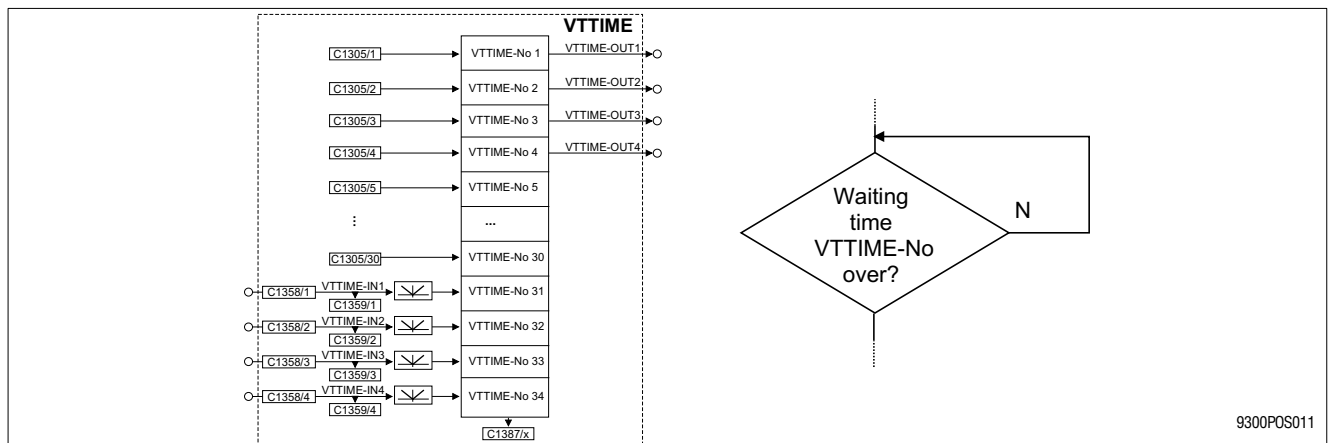 VTTIME
C1305/1 VTTIME-No 1 VTTIME-OUT1
C1305/2 VTTIME-No 2 VTTIME-OUT2
C1305/3 VTTIME-No 3 VTTIME-OUT3
C1305/4 VTTIME-No 4 VTTIME-OUT4
C1305/5 VTTIME-No 5
⋮ ...
C1305/30 VTTIME-No 30
C1358/1 VTTIME-IN1 VTTIME-No 31
C1359/1
C1358/2 VTTIME-IN2 VTTIME-No 32
C1359/2
C1358/3 VTTIME-IN3 VTTIME-No 33
C1359/3
C1358/4 VTTIME-IN4 VTTIME-No 34
C1359/4
C1387/x
Waiting
time
VTTIME-No
over?
N
9300POS011